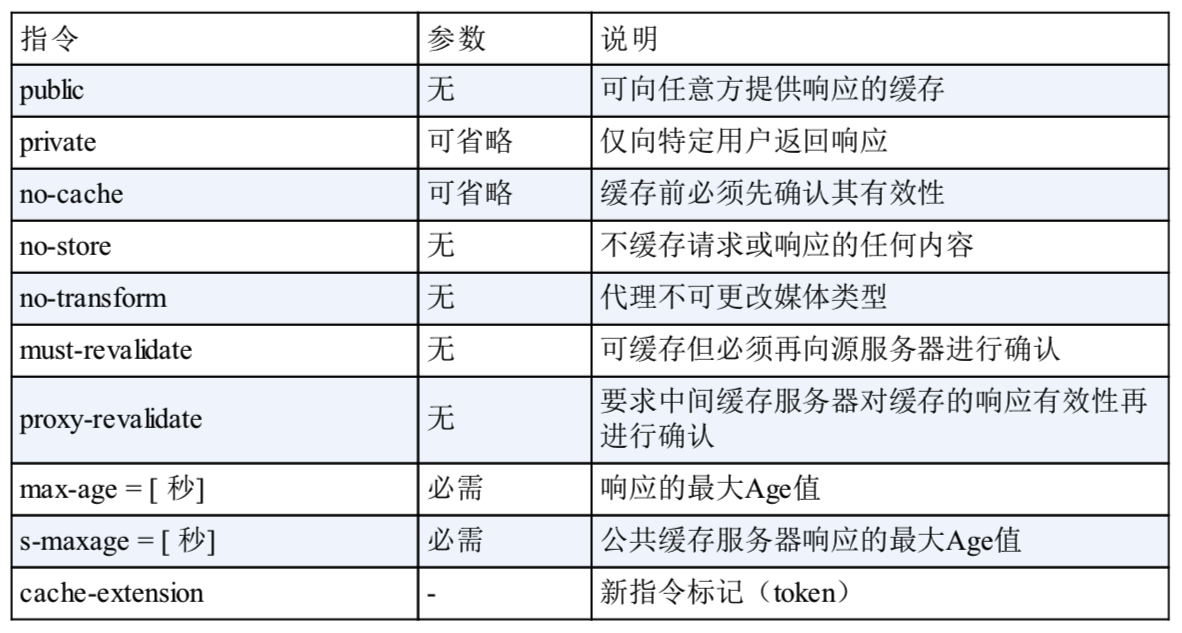 指令 参数 说明
public 无 可向任意方提供响应的缓存
private 可省略 仅向特定用户返回响应
no-cache 可省略 缓存前必须先确认其有效性
no-store 无 不缓存请求或响应的任何内容
no-transform 无 代理不可更改媒体类型
must-revalidate 无 可缓存但必须再向源服务器进行确认
proxy-revalidate 无 要求中间缓存服务器对缓存的响应有效性再
进行确认
max-age = [ 秒] 必需 响应的最大Age值
s-maxage = [ 秒] 必需 公共缓存服务器响应的最大Age值
cache-extension - 新指令标记（token）